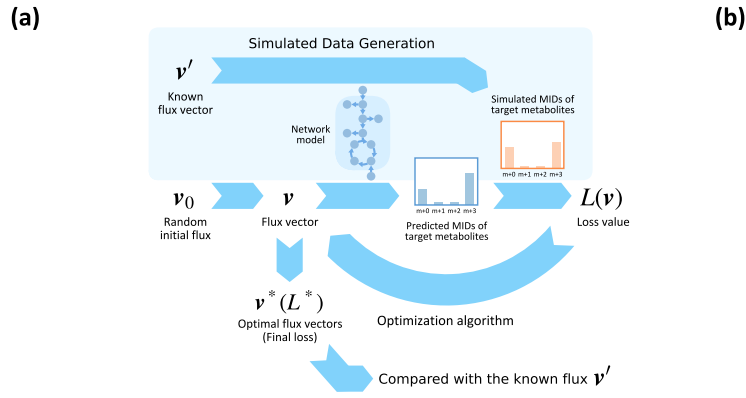 (a)
(b)
Simulated Data Generation
v′
Known
flux vector
Network
model
Simulated MIDs of
target metabolites
m+0 m+1 m+2 m+3
v0
Random
initial flux
v
Flux vector
m+0 m+1 m+2 m+3
Predicted MIDs of
target metabolites
L(v)
Loss value
v*(L*)
Optimal flux vectors
(Final loss)
Optimization algorithm
Compared with the known flux v′